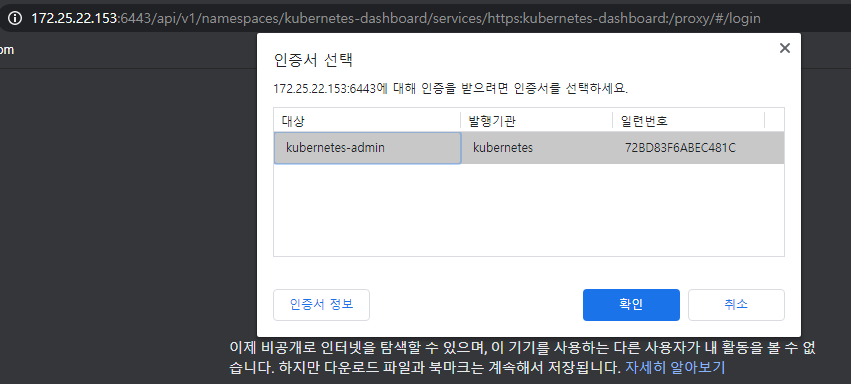 172.25.22.153:6443/api/v1/namespaces/kubernetes-dashboard/services/https:kubernetes-dashboard:/proxy/#/login
om
인증서 선택
172.25.22.153:6443에 대해 인증을 받으려면 인증서를 선택하세요.
대상 발행기관 일련번호
kubernetes-admin kubernetes 72BD83F6ABEC481C
인증서 정보 확인 취소
이제 비공개로 인터넷을 탐색할 수 있으며, 이 기기를 사용하는 다른 사용자가 내 활동을 볼 수 없
습니다. 하지만 다운로드 파일과 북마크는 계속해서 저장됩니다. 자세히 알아보기